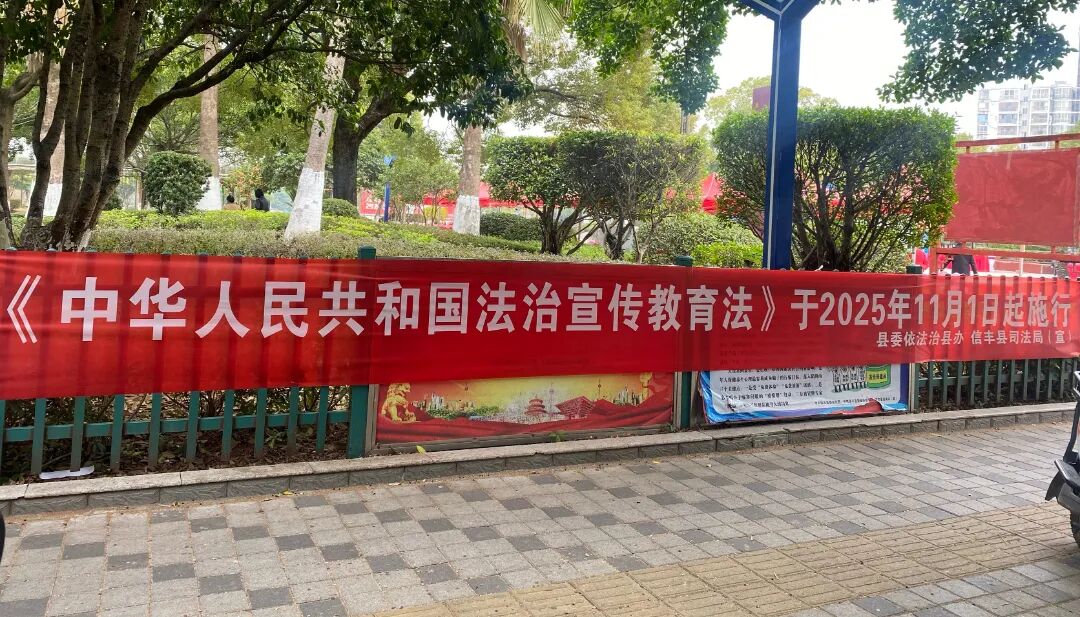 《中华人民共和国法治宣传教育法》于2025年11月1日起施行
县委依法治县办 信丰县司法局（宣）